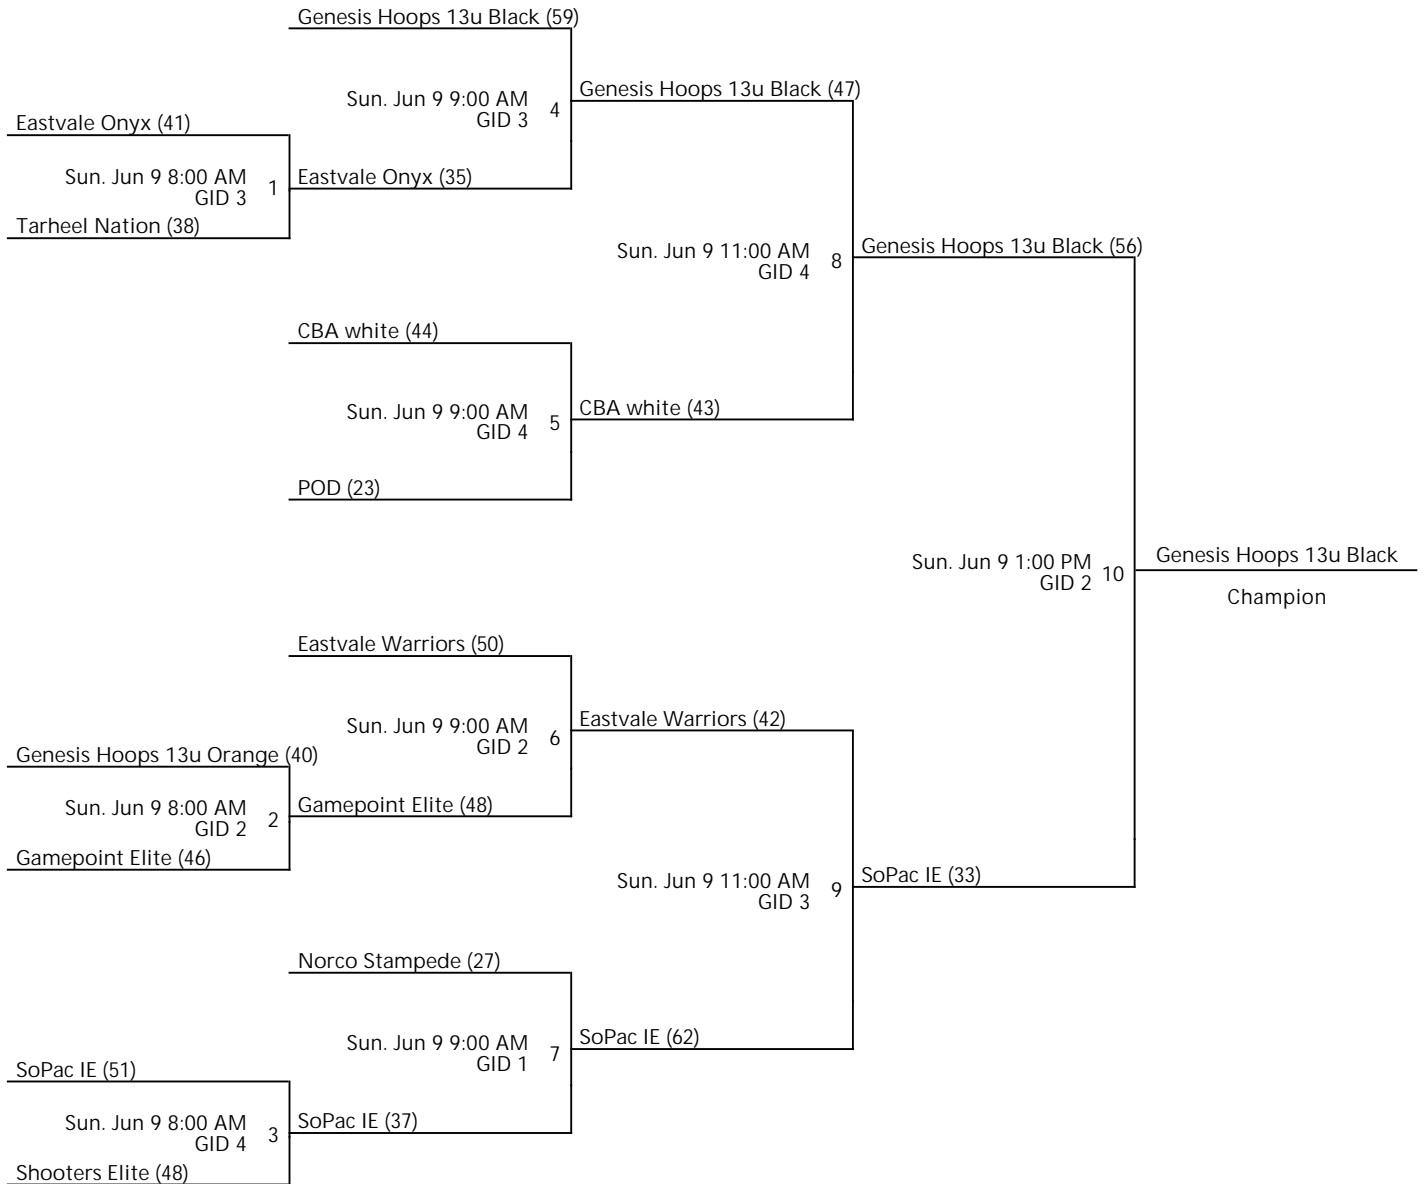 Genesis Hoops 13u Black (59)
Sun. Jun 9 9:00 AM
GID 3
4
Genesis Hoops 13u Black (47)
Eastvale Onyx (41)
Sun. Jun 9 8:00 AM
GID 3
1
Eastvale Onyx (35)
Tarheel Nation (38)
Sun. Jun 9 11:00 AM
GID 4
8
Genesis Hoops 13u Black (56)
CBA white (44)
Sun. Jun 9 9:00 AM
GID 4
5
CBA white (43)
POD (23)
Sun. Jun 9 1:00 PM
GID 2
10
Genesis Hoops 13u Black
Champion
Eastvale Warriors (50)
Sun. Jun 9 9:00 AM
GID 2
6
Eastvale Warriors (42)
Genesis Hoops 13u Orange (40)
Sun. Jun 9 8:00 AM
GID 2
2
Gamepoint Elite (48)
Gamepoint Elite (46)
Sun. Jun 9 11:00 AM
GID 3
9
SoPac IE (33)
Norco Stampede (27)
Sun. Jun 9 9:00 AM
GID 1
7
SoPac IE (62)
SoPac IE (51)
Sun. Jun 9 8:00 AM
GID 4
3
SoPac IE (37)
Shooters Elite (48)